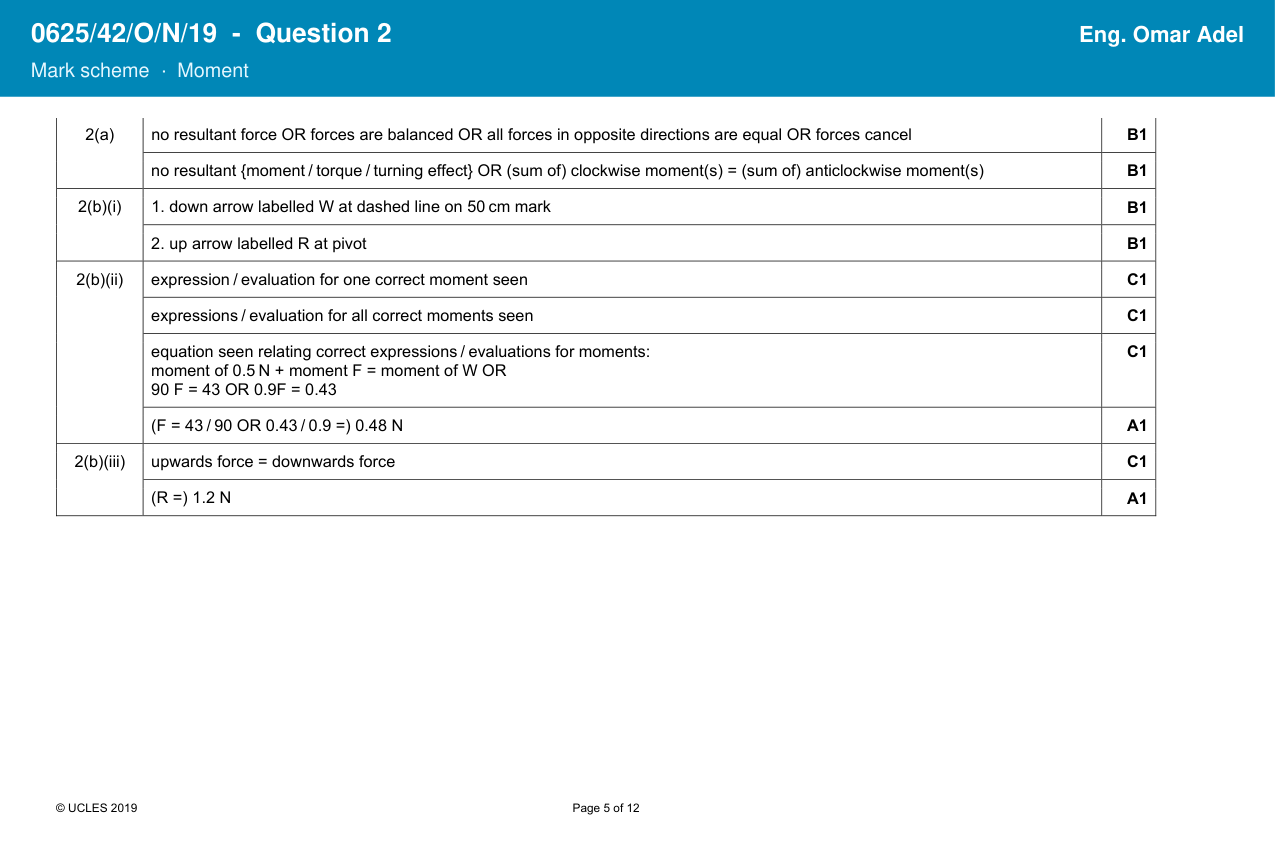 0625/42/O/N/19 - Question 2
Eng. Omar Adel
Mark scheme · Moment
2(a) no resultant force OR forces are balanced OR all forces in opposite directions are equal OR forces cancel B1
no resultant {moment / torque / turning effect} OR (sum of) clockwise moment(s) = (sum of) anticlockwise moment(s) B1
2(b)(i) 1. down arrow labelled W at dashed line on 50 cm mark B1
2. up arrow labelled R at pivot B1
2(b)(ii) expression / evaluation for one correct moment seen C1
expressions / evaluation for all correct moments seen C1
equation seen relating correct expressions / evaluations for moments: C1
moment of 0.5 N + moment F = moment of W OR
90 F = 43 OR 0.9F = 0.43
(F = 43 / 90 OR 0.43 / 0.9 =) 0.48 N A1
2(b)(iii) upwards force = downwards force C1
(R =) 1.2 N A1
© UCLES 2019
Page 5 of 12